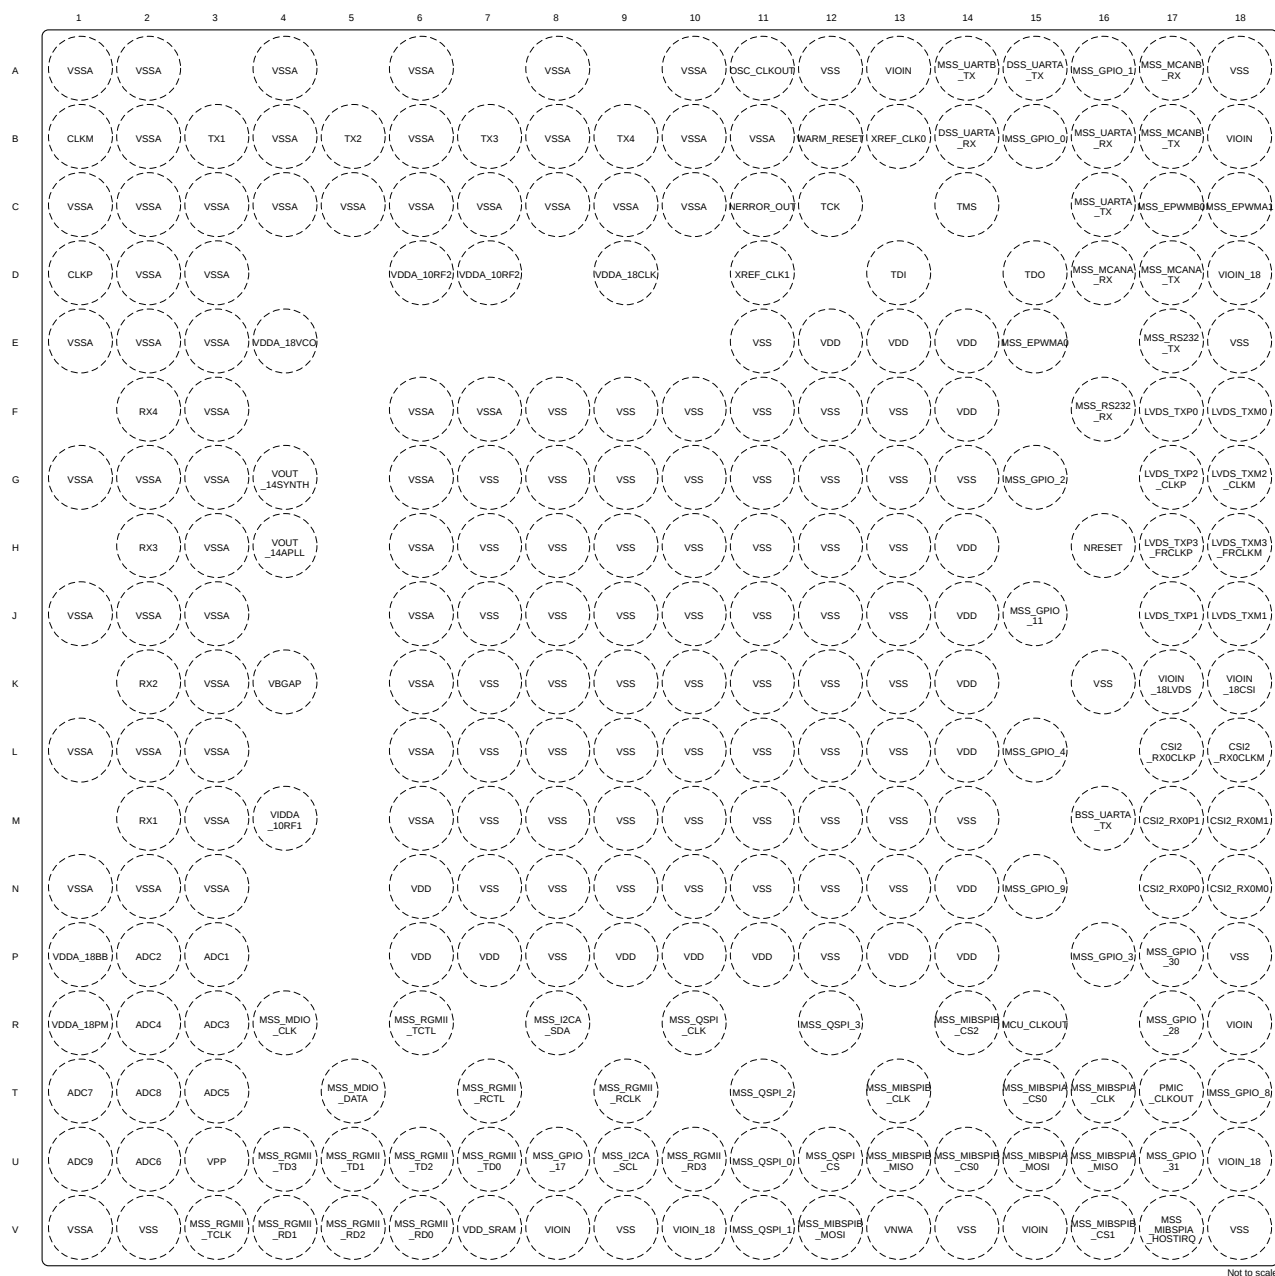 1 2 3 4 5 6 7 8 9 10 11 12 13 14 15 16 17 18
A VSSA VSSA VSSA VSSA VSSA VSSA OSC_CLKOUT VSS VIOIN MSS_UARTB_TX DSS_UARTA_TX MSS_GPIO_1 MSS_MCANB_RX VSS
B CLKM VSSA TX1 VSSA TX2 VSSA TX3 VSSA TX4 VSSA VSSA WARM_RESET XREF_CLK0 DSS_UARTA_RX MSS_GPIO_0 MSS_UARTA_RX MSS_MCANB_TX VIOIN
C VSSA VSSA VSSA VSSA VSSA VSSA VSSA VSSA VSSA VSSA NERROR_OUT TCK TMS MSS_UARTA_TX MSS_EPWMB0 MSS_EPWMA1
D CLKP VSSA VSSA VDDA_10RF2 VDDA_10RF2 VDDA_18CLK XREF_CLK1 TDI TDO MSS_MCANA_RX MSS_MCANA_TX VIOIN_18
E VSSA VSSA VSSA VDDA_18VCO VSS VDD VDD VDD MSS_EPWMA0 MSS_RS232_TX VSS
F RX4 VSSA VSSA VSSA VSS VSS VSS VSS VSS VSS VDD MSS_RS232_RX LVDS_TXP0 LVDS_TXM0
G VSSA VSSA VSSA VOUT_14SYNTH VSSA VSS VSS VSS VSS VSS VSS VSS VSS MSS_GPIO_2 LVDS_TXP2_CLKP LVDS_TXM2_CLKM
H RX3 VSSA VOUT_14APLL VSSA VSS VSS VSS VSS VSS VSS VSS VDD NRESET LVDS_TXP3_FRCLKP LVDS_TXM3_FRCLKM
J VSSA VSSA VSSA VSSA VSS VSS VSS VSS VSS VSS VSS VDD MSS_GPIO_11 LVDS_TXP1 LVDS_TXM1
K RX2 VSSA VBGAP VSSA VSS VSS VSS VSS VSS VSS VSS VDD VSS VIOIN_18LVDS VIOIN_18CSI
L VSSA VSSA VSSA VSSA VSS VSS VSS VSS VSS VSS VSS VDD MSS_GPIO_4 CSI2_RX0CLKP CSI2_RX0CLKM
M RX1 VSSA VIDDA_10RF1 VSSA VSS VSS VSS VSS VSS VSS VSS VSS BSS_UARTA_TX CSI2_RX0P1 CSI2_RX0M1
N VSSA VSSA VSSA VDD VSS VSS VSS VSS VSS VSS VSS VDD MSS_GPIO_9 CSI2_RX0P0 CSI2_RX0M0
P VDDA_18BB ADC2 ADC1 VDD VDD VSS VDD VDD VDD VSS VDD VDD MSS_GPIO_3 MSS_GPIO_30 VSS
R VDDA_18PM ADC4 ADC3 MSS_MDIO_CLK MSS_RGMII_TCTL MSS_I2CA_SDA MSS_QSPI_CLK MSS_QSPI_3 MSS_MIBSPIB_CS2 MCU_CLKOUT MSS_GPIO_28 VIOIN
T ADC7 ADC8 ADC5 MSS_MDIO_DATA MSS_RGMII_RCTL MSS_RGMII_RCLK MSS_QSPI_2 MSS_MIBSPIB_CLK MSS_MIBSPIA_CS0 MSS_MIBSPIA_CLK PMIC_CLKOUT MSS_GPIO_8
U ADC9 ADC6 VPP MSS_RGMII_TD3 MSS_RGMII_TD1 MSS_RGMII_TD2 MSS_RGMII_TD0 MSS_GPIO_17 MSS_I2CA_SCL MSS_RGMII_RD3 MSS_QSPI_0 MSS_QSPI_CS MSS_MIBSPIB_MISO MSS_MIBSPIB_CS0 MSS_MIBSPIA_MOSI MSS_MIBSPIA_MISO MSS_GPIO_31 VIOIN_18
V VSSA VSS MSS_RGMII_TCLK MSS_RGMII_RD1 MSS_RGMII_RD2 MSS_RGMII_RD0 VDD_SRAM VIOIN VSS VIOIN_18 MSS_QSPI_1 MSS_MIBSPIB_MOSI VNWA VSS VIOIN MSS_MIBSPIB_CS1 MSS_MIBSPIA_HOSTIRQ VSS
Not to scale